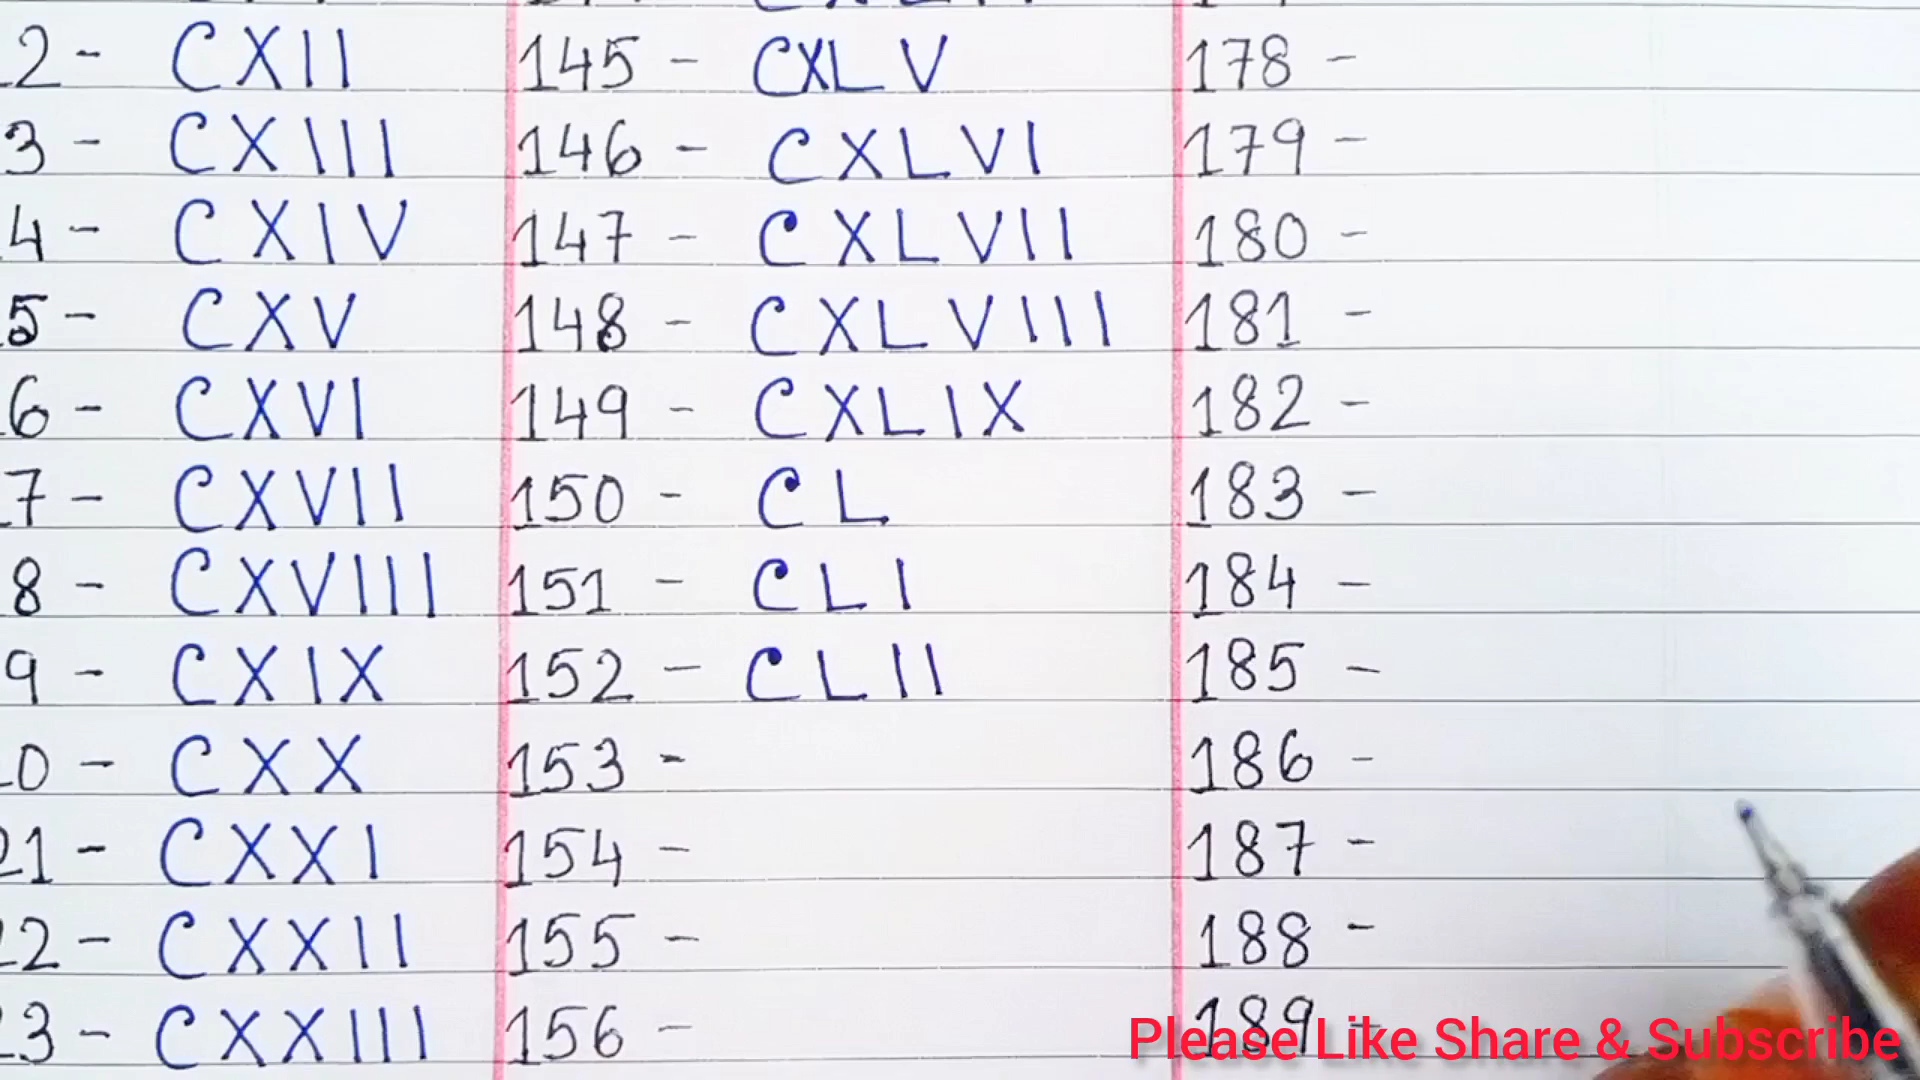 2 - CXII 145 - CXLV 178 -
3 - CXIII 146 - CXLVI 179 -
4 - CXIV 147 - CXLVII 180 -
5 - CXV 148 - CXLVIII 181 -
6 - CXVI 149 - CXLIX 182 -
7 - CXVII 150 - CL 183 -
8 - CXVIII 151 - CLI 184 -
9 - CXIX 152 - CLII 185 -
0 - CXX 153 - 186 -
21 - CXXI 154 - 187 -
22 - CXXII 155 - 188 -
23 - CXXIII 156 - 189 -
Please Like Share & Subscribe